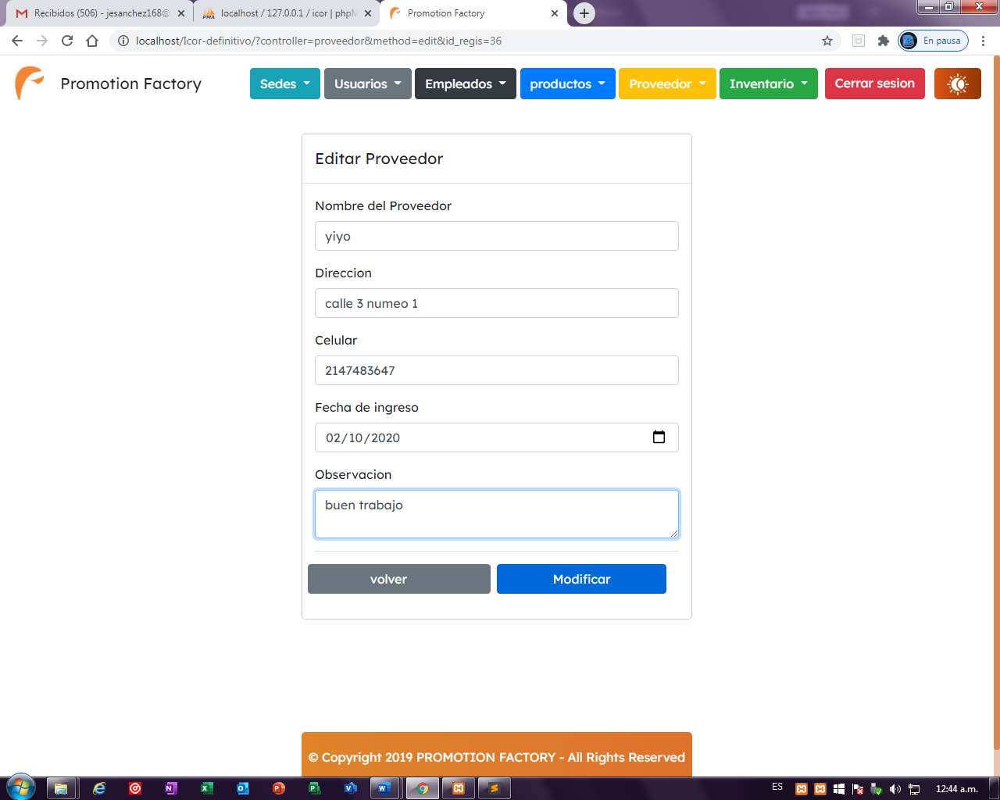 Recibidos (506) - jesanchez168@
localhost / 127.0.0.1 / icor | phpM
Promotion Factory
localhost/Icor-definitivo/?controller=proveedor&method=edit&id_regis=36
En pausa
Promotion Factory
Sedes
Usuarios
Empleados
productos
Proveedor
Inventario
Cerrar sesion
Editar Proveedor
Nombre del Proveedor
yiyo
Direccion
calle 3 numeo 1
Celular
2147483647
Fecha de ingreso
02/10/2020
Observacion
buen trabajo
volver
Modificar
© Copyright 2019 PROMOTION FACTORY - All Rights Reserved
ES
12:44 a.m.